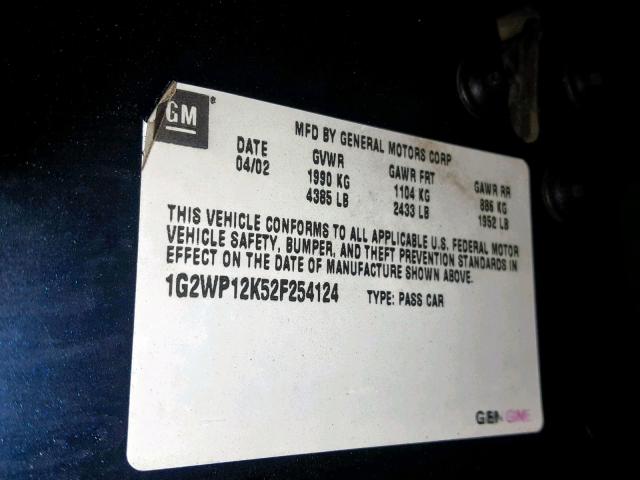 GM
MFD BY GENERAL MOTORS CORP
DATE GVWR GAWR FRT GAWR RR
04/02 1990 KG 1104 KG 886 KG
4385 LB 2433 LB 1952 LB
THIS VEHICLE CONFORMS TO ALL APPLICABLE U.S. FEDERAL MOTOR
VEHICLE SAFETY, BUMPER, AND THEFT PREVENTION STANDARDS IN
EFFECT ON THE DATE OF MANUFACTURE SHOWN ABOVE.
1G2WP12K52F254124 TYPE: PASS CAR